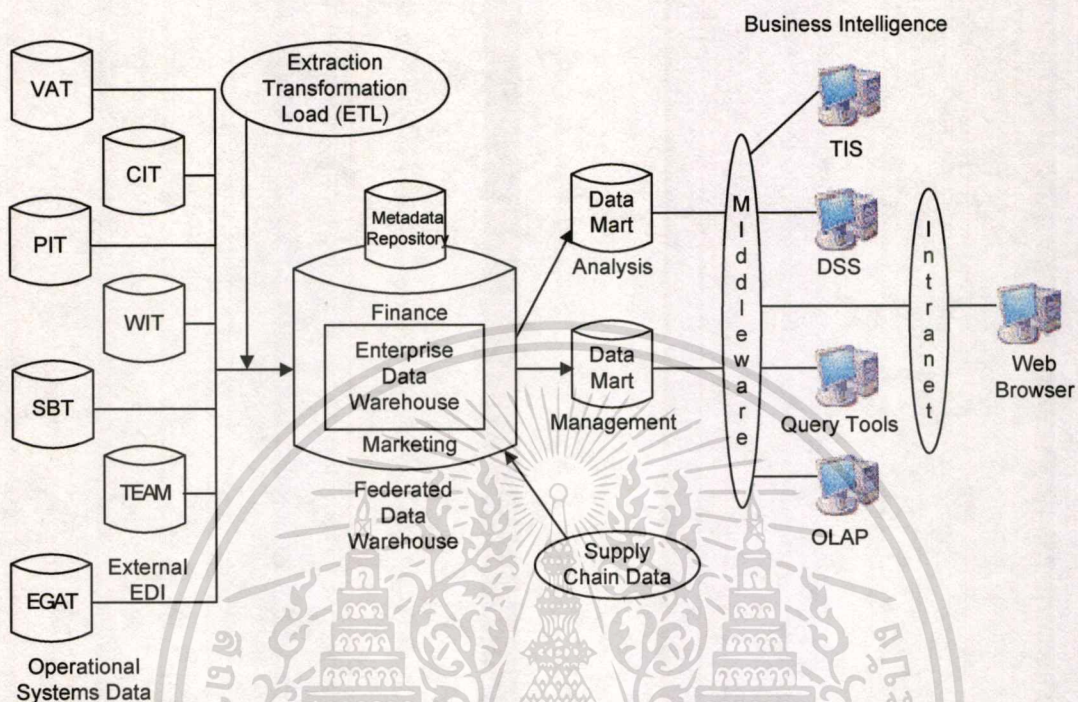 Business Intelligence
VAT
CIT
PIT
WIT
SBT
TEAM
EGAT
External
EDI
Operational
Systems Data
Extraction
Transformation
Load (ETL)
Metadata
Repository
Finance
Enterprise
Data
Warehouse
Marketing
Federated
Data
Warehouse
Supply
Chain Data
Data
Mart
Analysis
Data
Mart
Management
MIddleware
TIS
DSS
Query Tools
OLAP
Intranet
Web
Browser